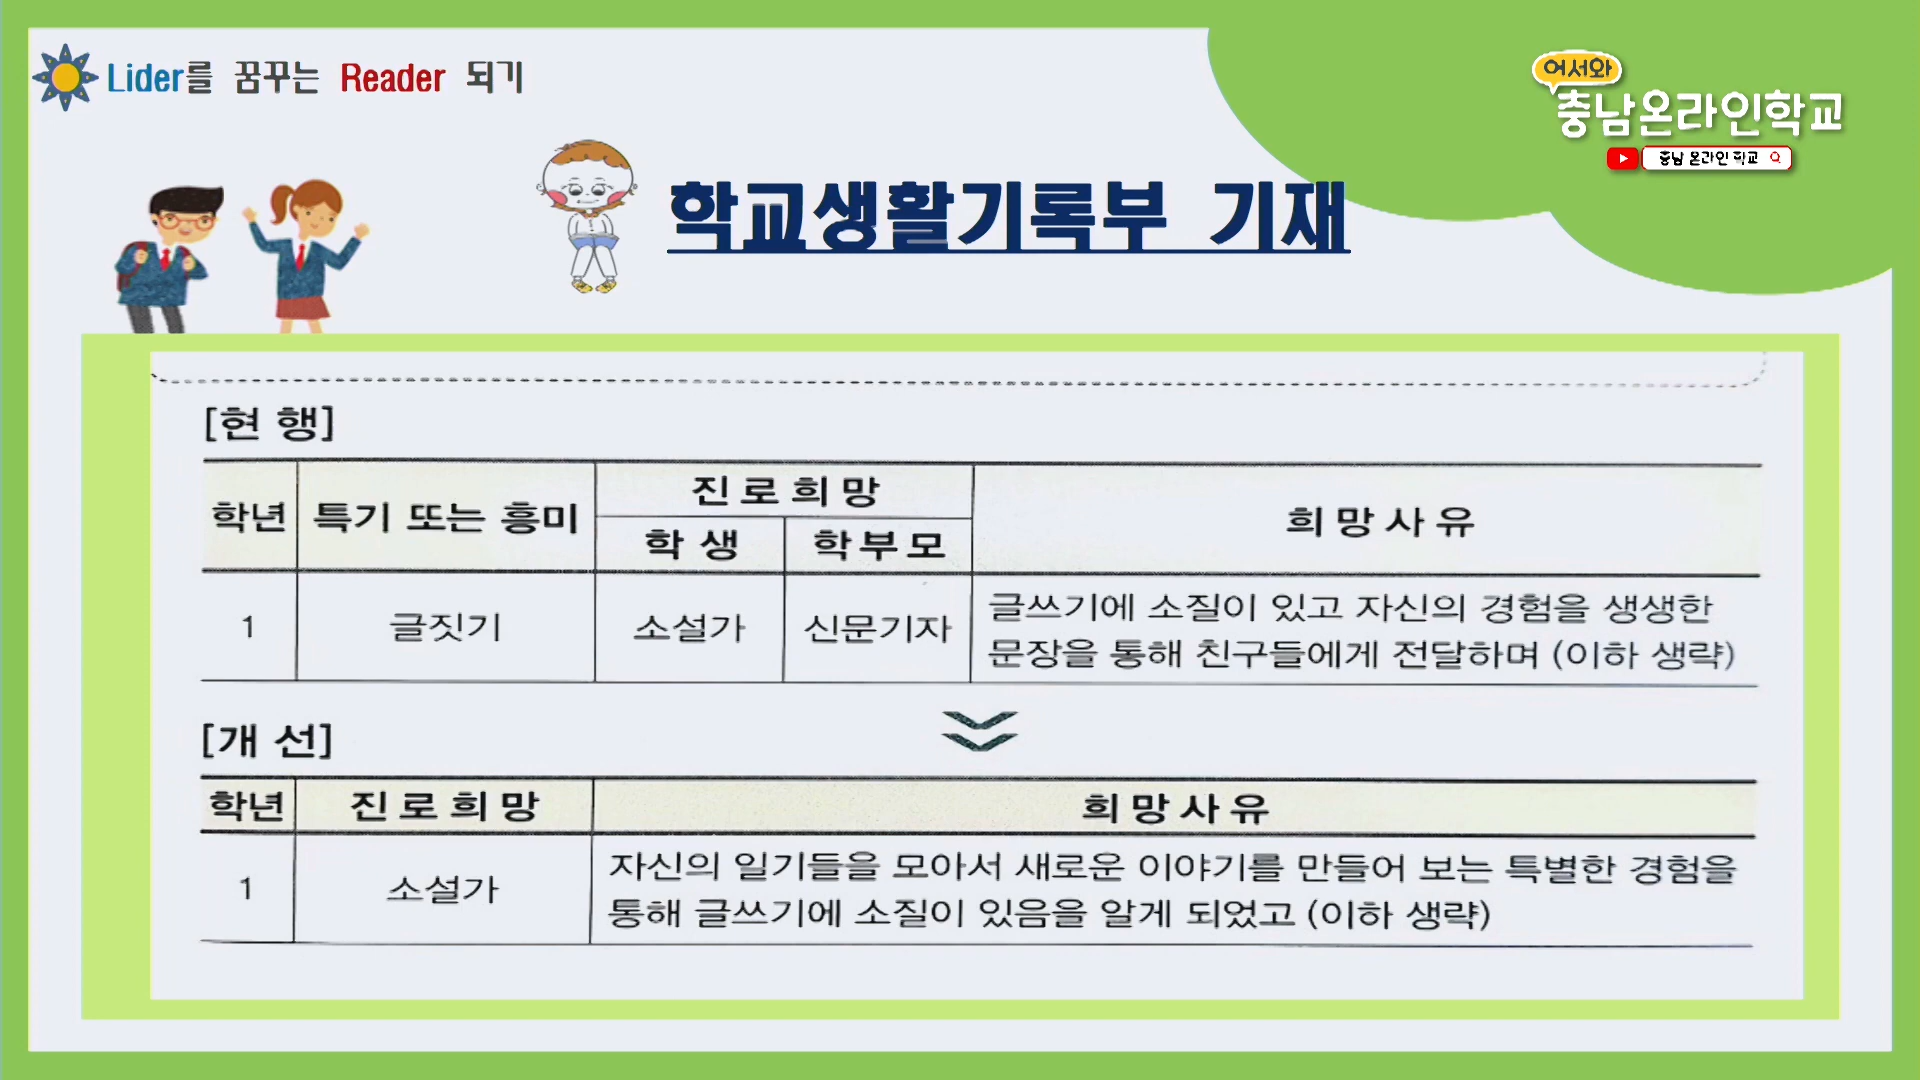 Lider를 꿈꾸는 Reader 되기
어서와
충남온라인학교
충남 온라인 학교
학교생활기록부 기재
[현 행]
학년 특기 또는 흥미 진로희망 희망사유
학 생 학부모
1 글짓기 소설가 신문기자 글쓰기에 소질이 있고 자신의 경험을 생생한
문장을 통해 친구들에게 전달하며 (이하 생략)
[개 선]
학년 진로희망 희망사유
1 소설가 자신의 일기들을 모아서 새로운 이야기를 만들어 보는 특별한 경험을
통해 글쓰기에 소질이 있음을 알게 되었고 (이하 생략)